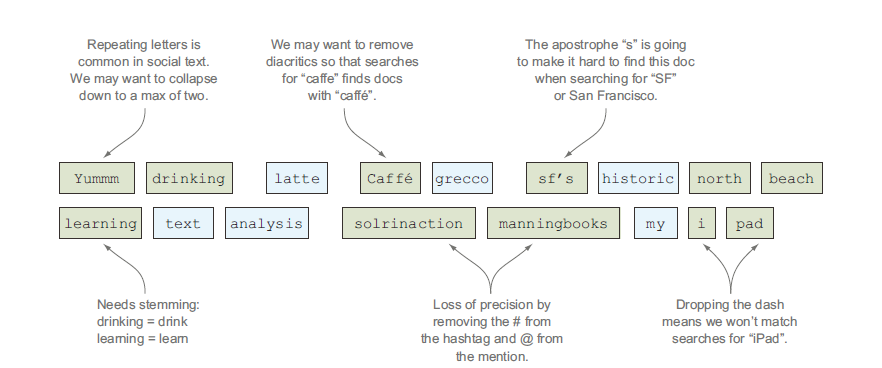 Repeating letters is
common in social text.
We may want to collapse
down to a max of two.
We may want to remove
diacritics so that searches
for “caffe” finds docs
with “caffé”.
The apostrophe “s” is going
to make it hard to find this doc
when searching for “SF”
or San Francisco.
Yummm drinking latte Caffé grecco sf’s historic north beach
learning text analysis solrinaction manningbooks my i pad
Needs stemming:
drinking = drink
learning = learn
Loss of precision by
removing the # from
the hashtag and @ from
the mention.
Dropping the dash
means we won’t match
searches for “iPad”.